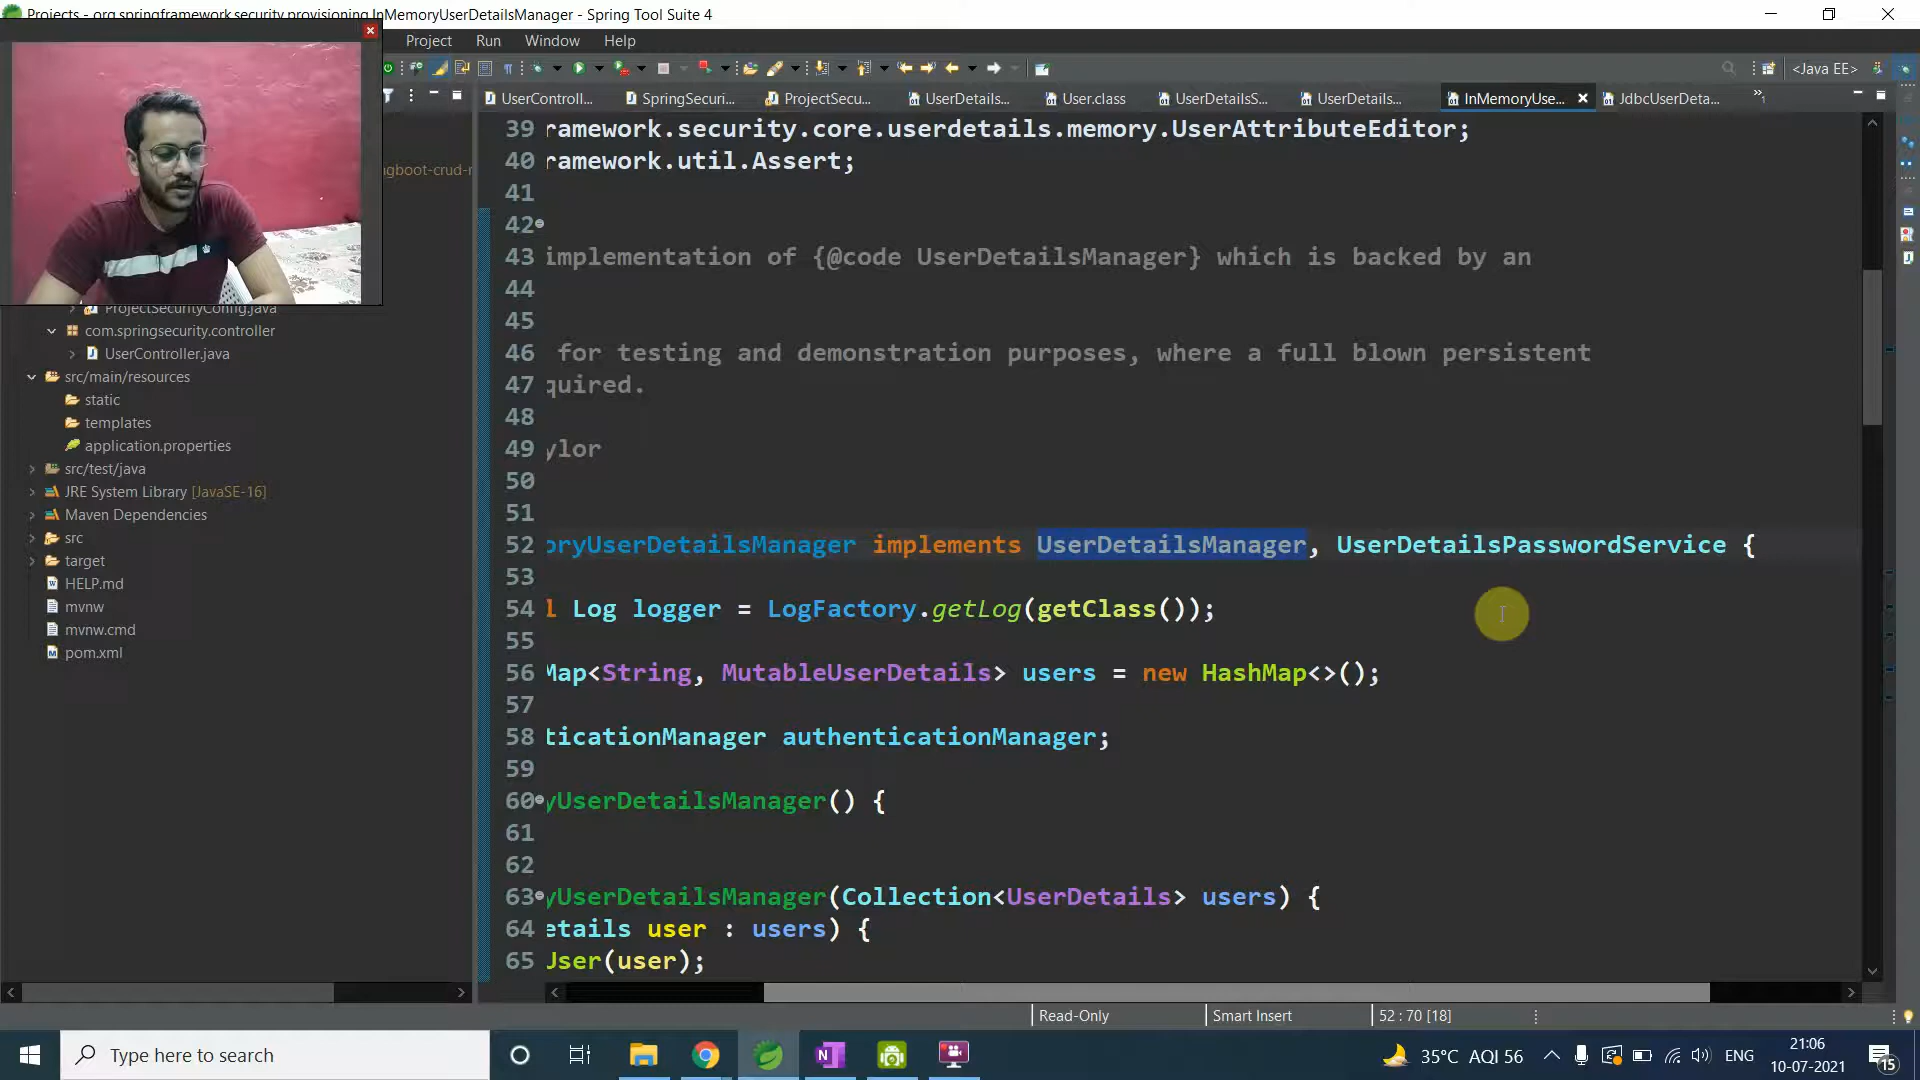 Projects - org.springframework.security.provisioning.InMemoryUserDetailsManager - Spring Tool Suite 4
Project Run Window Help
<Java EE>
UserControll... SpringSecuri... ProjectSecu... UserDetails... User.class UserDetailsS... UserDetails... InMemoryUse... JdbcUserDeta... »1
gboot-crud-r
ProjectSecurityConfig.java
com.springsecurity.controller
UserController.java
src/main/resources
static
templates
application.properties
src/test/java
JRE System Library [JavaSE-16]
Maven Dependencies
src
target
HELP.md
mvnw
mvnw.cmd
pom.xml
39 ramework.security.core.userdetails.memory.UserAttributeEditor;
40 ramework.util.Assert;
41
42
43 implementation of {@code UserDetailsManager} which is backed by an
44
45
46 for testing and demonstration purposes, where a full blown persistent
47 quired.
48
49 ylor
50
51
52 oryUserDetailsManager implements UserDetailsManager, UserDetailsPasswordService {
53
54 l Log logger = LogFactory.getLog(getClass());
55
56 Map<String, MutableUserDetails> users = new HashMap<>();
57
58 ticationManager authenticationManager;
59
60 yUserDetailsManager() {
61
62
63 yUserDetailsManager(Collection<UserDetails> users) {
64 etails user : users) {
65 User(user);
Read-Only Smart Insert 52 : 70 [18]
Type here to search
35°C AQI 56 ENG 21:06
10-07-2021
15